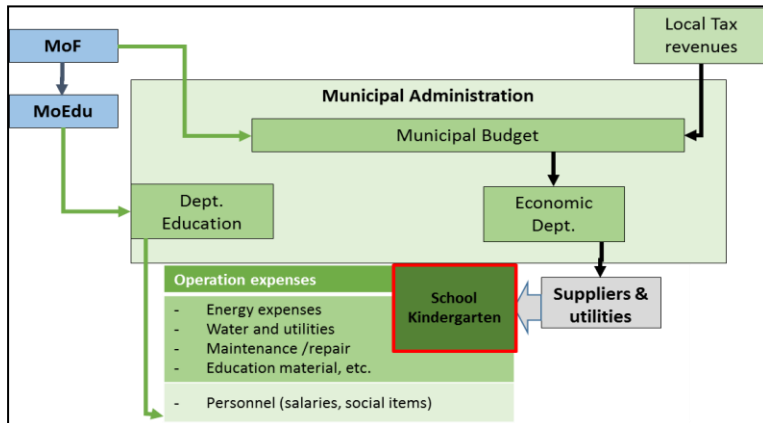 MoF
Local Tax
revenues
MoEdu
Municipal Administration
Municipal Budget
Dept.
Education
Economic
Dept.
Operation expenses
- Energy expenses
- Water and utilities
- Maintenance /repair
- Education material, etc.
- Personnel (salaries, social items)
School
Kindergarten
Suppliers &
utilities